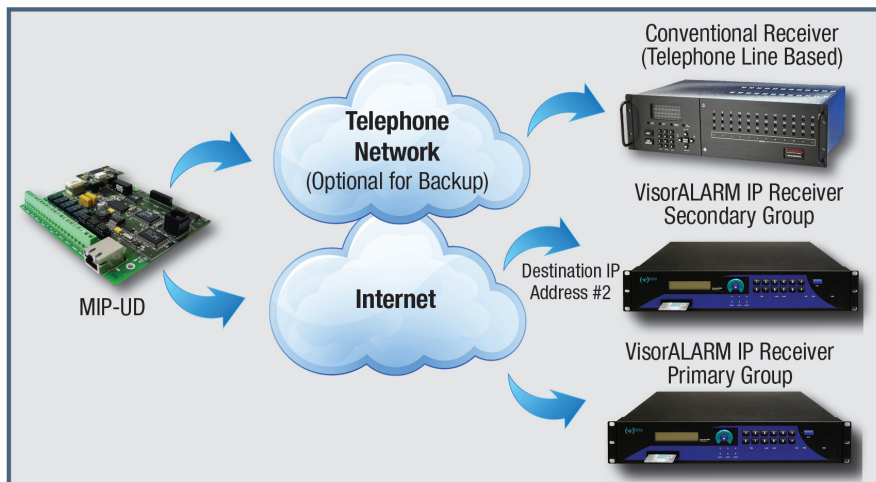 Conventional Receiver
(Telephone Line Based)
Telephone
Network
(Optional for Backup)
VisorALARM IP Receiver
Secondary Group
Destination IP
Address #2
Internet
MIP-UD
VisorALARM IP Receiver
Primary Group